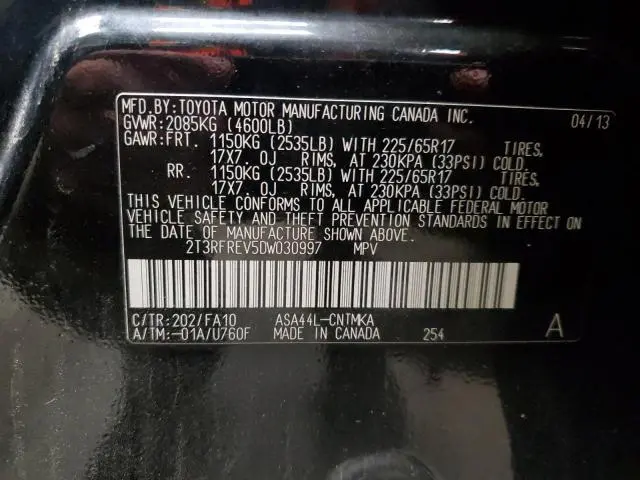 MFD.BY:TOYOTA MOTOR MANUFACTURING CANADA INC. 04/13
GVWR:2085KG (4600LB)
GAWR:FRT. 1150KG (2535LB) WITH 225/65R17 TIRES,
17X7.0J RIMS, AT 230KPA (33PSI) COLD.
RR. 1150KG (2535LB) WITH 225/65R17 TIRES,
17X7.0J RIMS, AT 230KPA (33PSI) COLD.
THIS VEHICLE CONFORMS TO ALL APPLICABLE FEDERAL MOTOR
VEHICLE SAFETY AND THEFT PREVENTION STANDARDS IN EFFECT ON
THE DATE OF MANUFACTURE SHOWN ABOVE.
2T3RFREV5DW030997 MPV
C/TR:202/FA10 ASA44L-CNTMKA
A/TM:-01A/U760F MADE IN CANADA 254 A